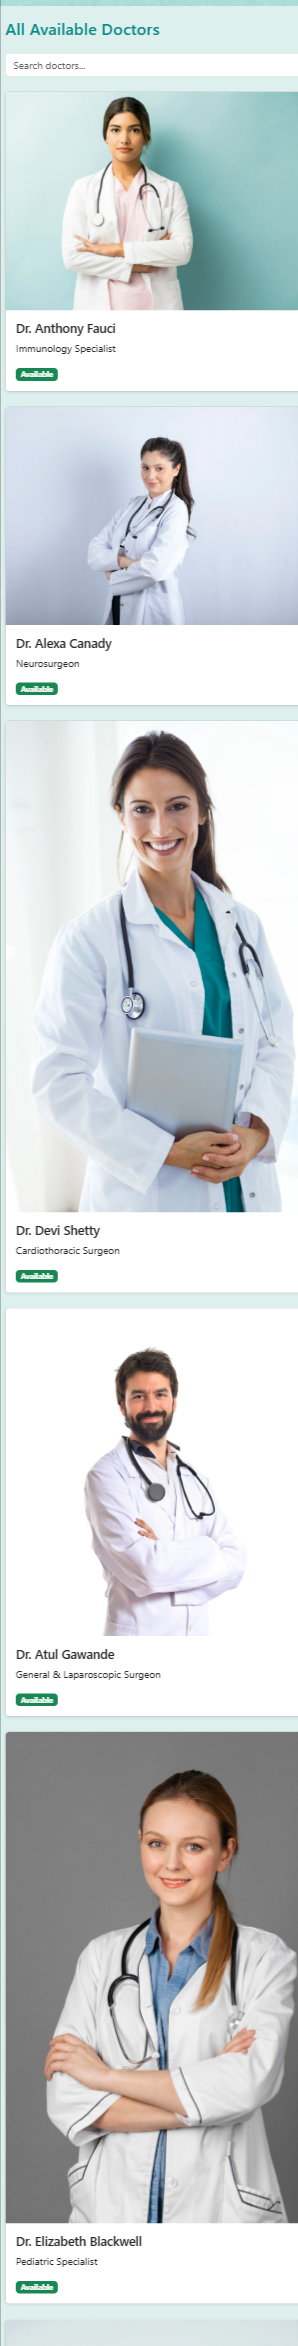 All Available Doctors
Search doctors...
Dr. Anthony Fauci
Immunology Specialist
Available
Dr. Alexa Canady
Neurosurgeon
Available
Dr. Devi Shetty
Cardiothoracic Surgeon
Available
Dr. Atul Gawande
General & Laparoscopic Surgeon
Available
Dr. Elizabeth Blackwell
Pediatric Specialist
Available